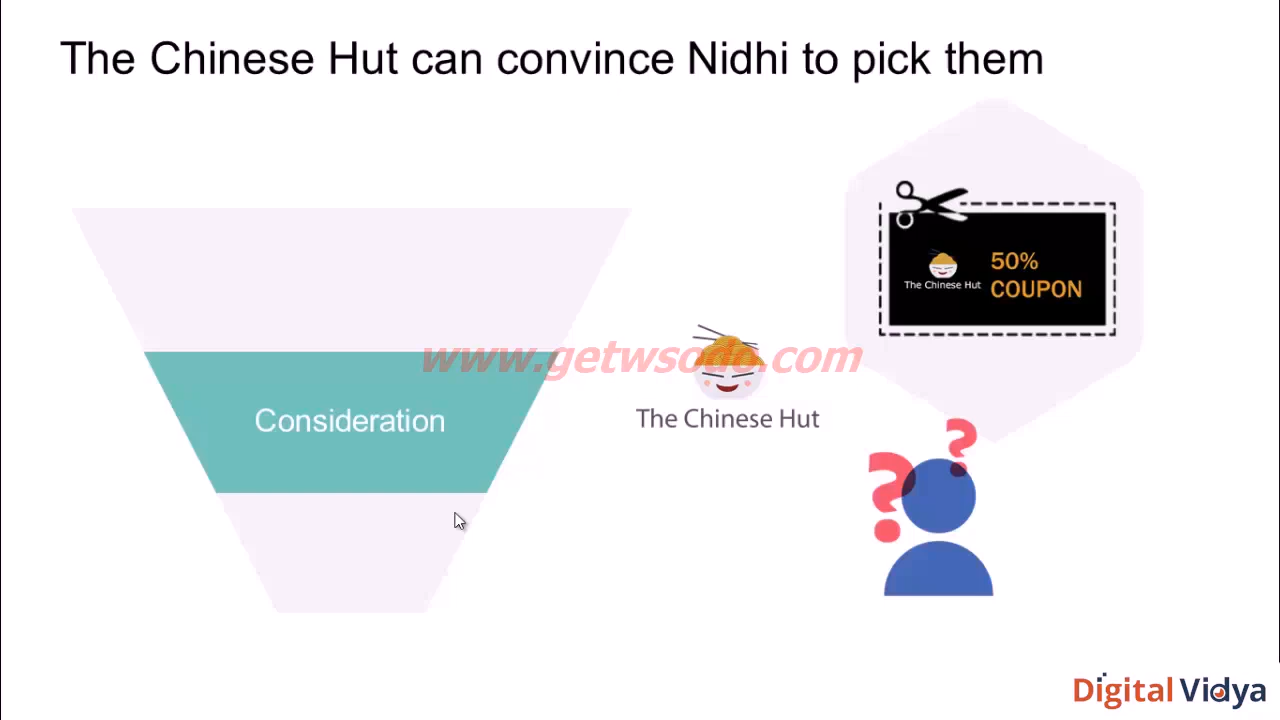 The Chinese Hut can convince Nidhi to pick them
The Chinese Hut
50%
COUPON
www.getwsodo.com
Consideration
The Chinese Hut
?
?
Digital Vidya